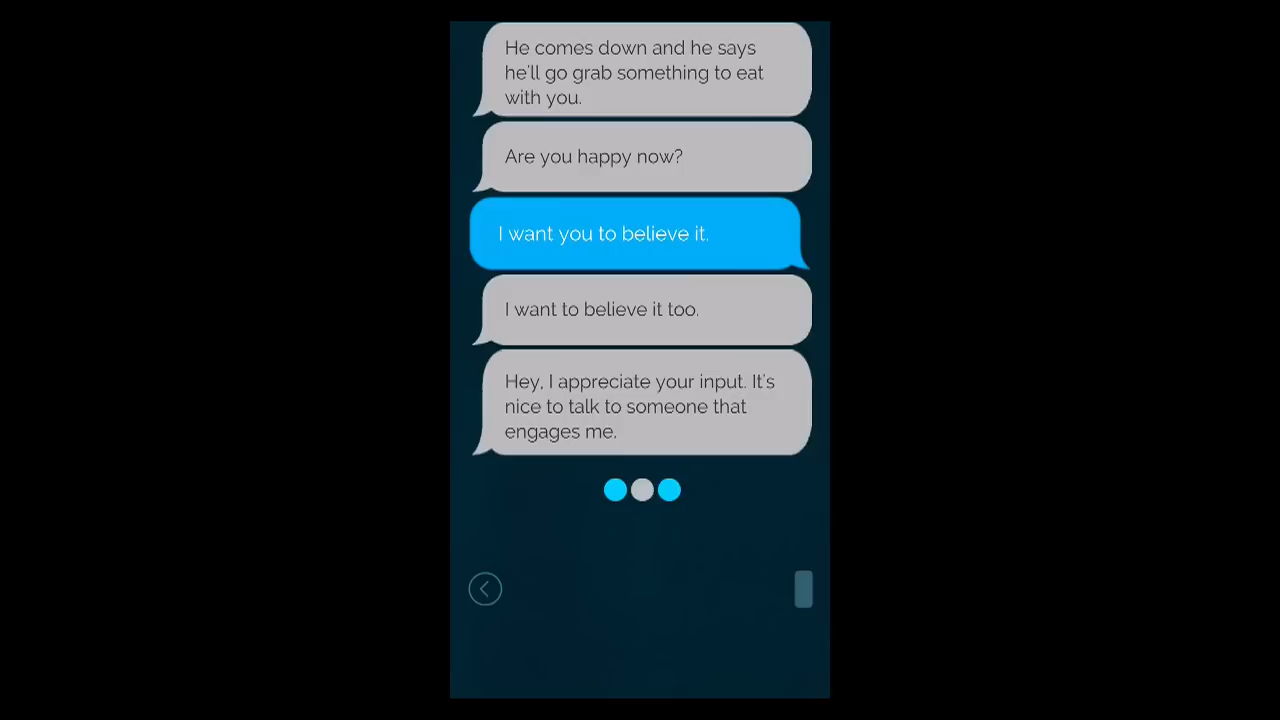 He comes down and he says
he'll go grab something to eat
with you.
Are you happy now?
I want you to believe it.
I want to believe it too.
Hey, I appreciate your input. It's
nice to talk to someone that
engages me.